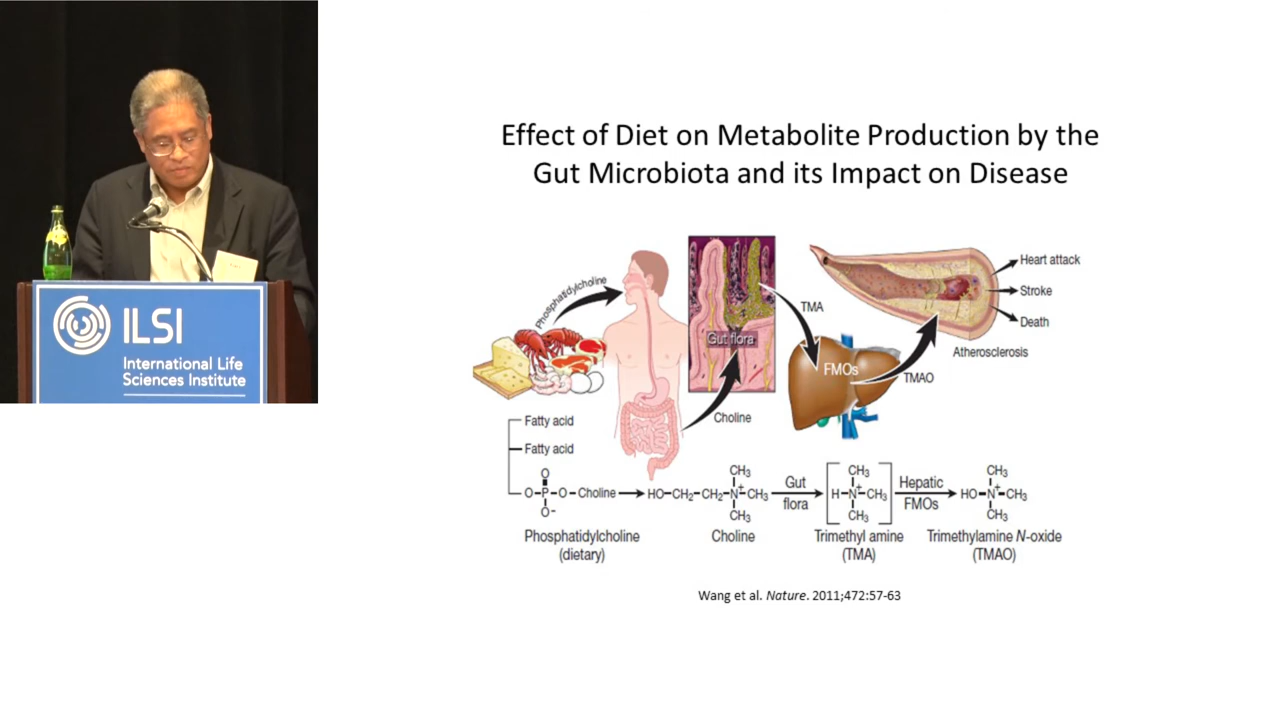 ILSI
International Life
Sciences Institute
Effect of Diet on Metabolite Production by the
Gut Microbiota and its Impact on Disease
Phosphatidylcholine
Gut flora
Choline
TMA
FMOs
TMAO
Heart attack
Stroke
Death
Atherosclerosis
Fatty acid
Fatty acid
O
O-P-O-Choline
O-
HO-CH₂-CH₂-N⁺-CH₃
CH₃
CH₃
Gut
flora
H-N⁺-CH₃
CH₃
CH₃
Hepatic
FMOs
HO-N⁺-CH₃
CH₃
CH₃
Phosphatidylcholine
(dietary)
Choline
Trimethyl amine
(TMA)
Trimethylamine N-oxide
(TMAO)
Wang et al. Nature. 2011;472:57-63